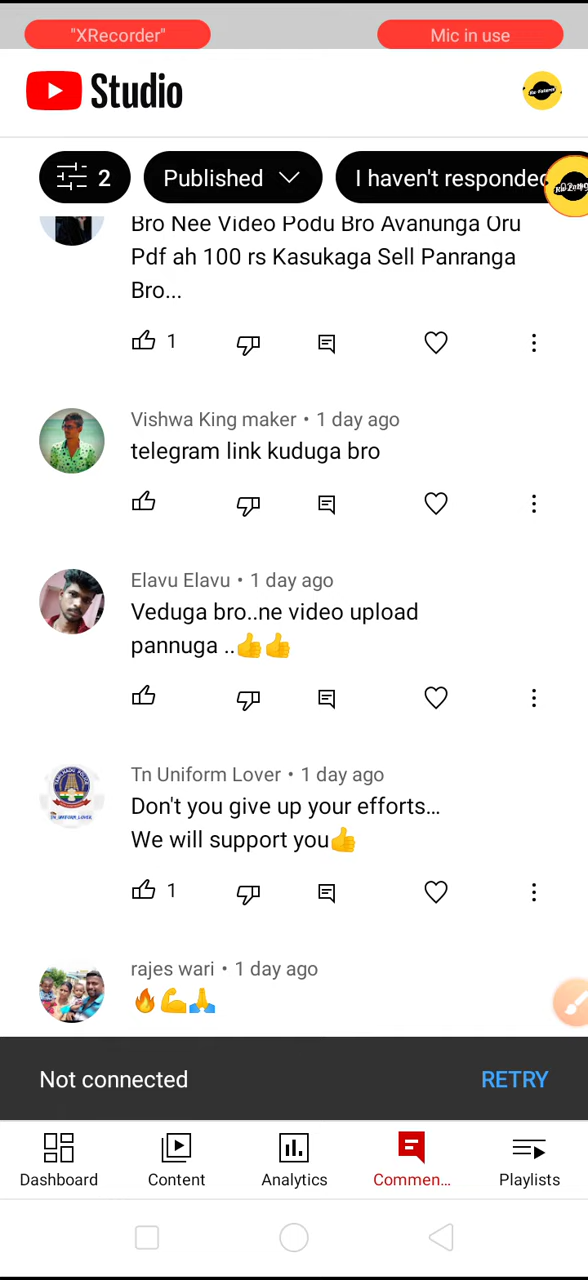 "XRecorder"
Mic in use
Studio
2
Published
I haven't responded
Bro Nee Video Podu Bro Avanunga Oru
Pdf ah 100 rs Kasukaga Sell Panranga
Bro...
1
Vishwa King maker • 1 day ago
telegram link kuduga bro
Elavu Elavu • 1 day ago
Veduga bro..ne video upload
pannuga ..👍👍
Tn Uniform Lover • 1 day ago
Don't you give up your efforts...
We will support you👍
1
rajes wari • 1 day ago
🔥💪🙏
Not connected
RETRY
Dashboard
Content
Analytics
Commen...
Playlists